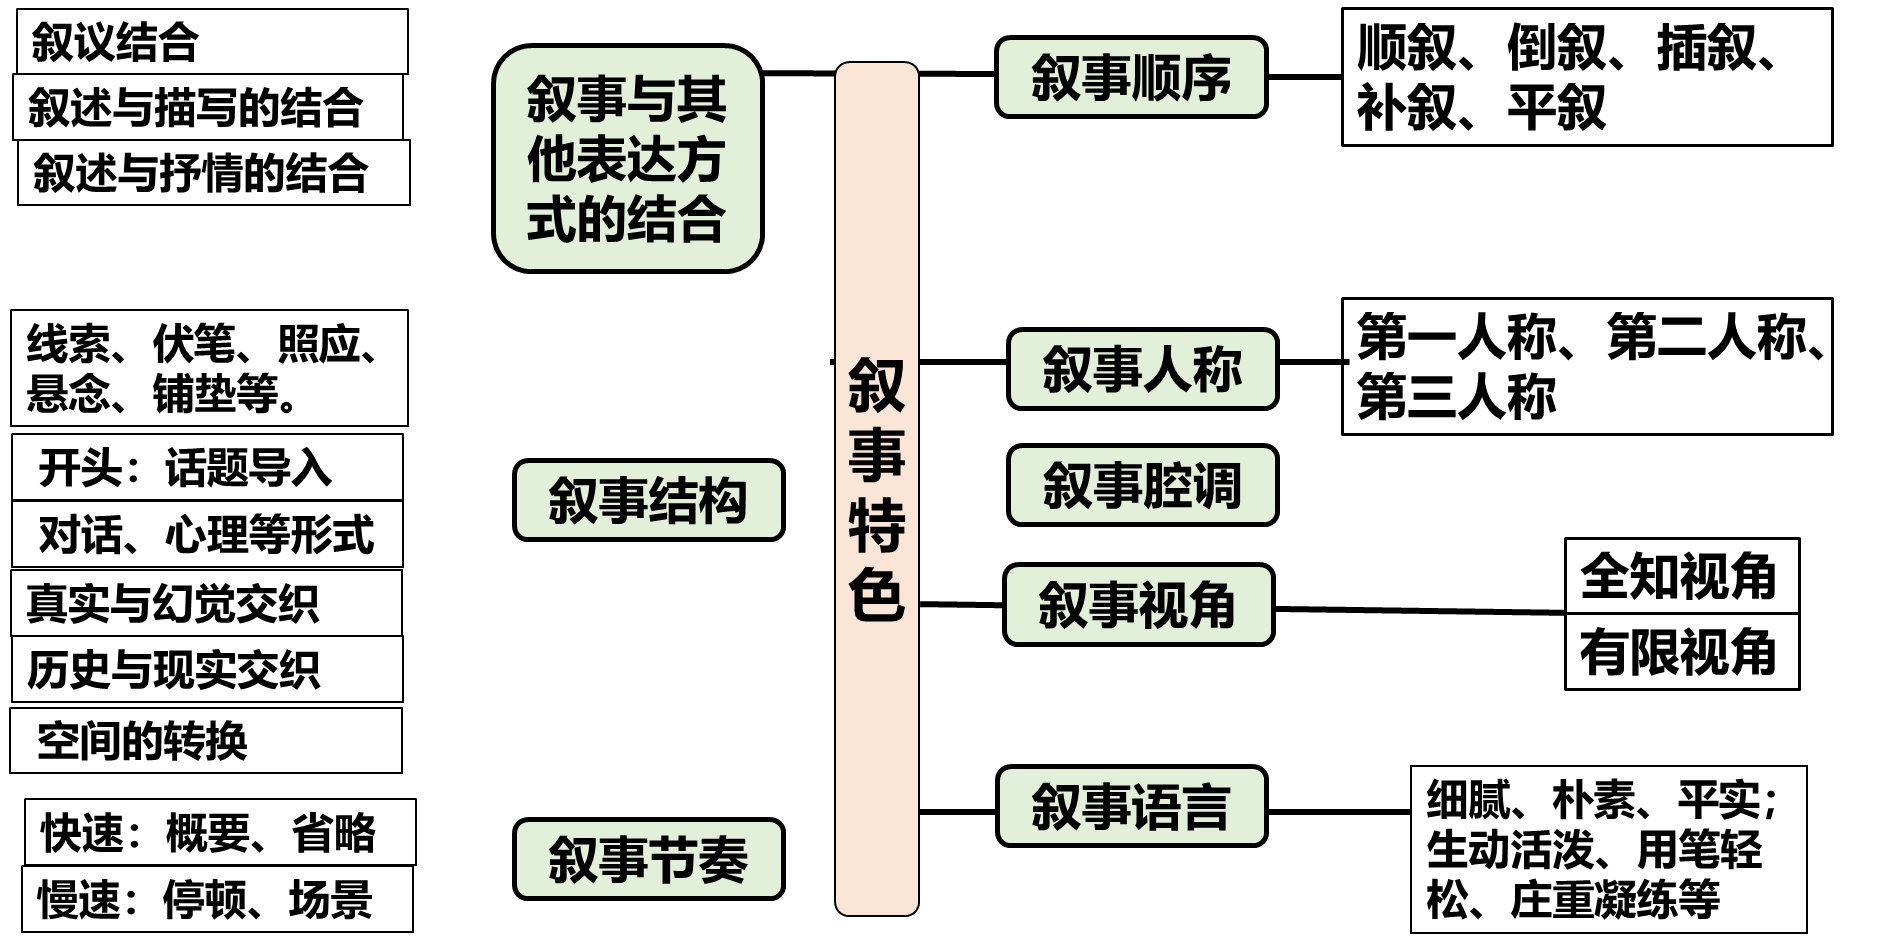 叙议结合
叙述与描写的结合
叙述与抒情的结合
叙事与其
他表达方
式的结合
线索、伏笔、照应、
悬念、铺垫等。
开头：话题导入
对话、心理等形式
真实与幻觉交织
历史与现实交织
空间的转换
叙事结构
快速：概要、省略
慢速：停顿、场景
叙事节奏
叙
事
特
色
叙事顺序
顺叙、倒叙、插叙、
补叙、平叙
叙事人称
第一人称、第二人称、
第三人称
叙事腔调
叙事视角
全知视角
有限视角
叙事语言
细腻、朴素、平实；
生动活泼、用笔轻
松、庄重凝练等